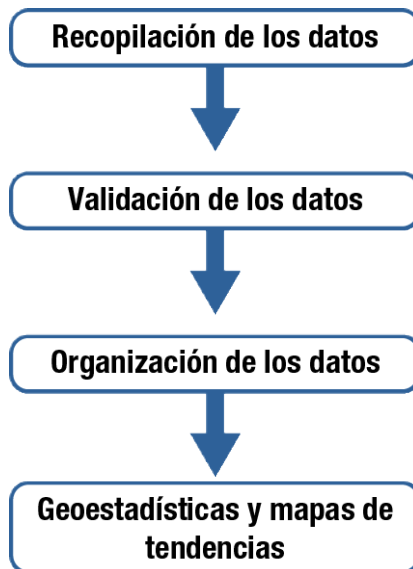 Recopilación de los datos
Validación de los datos
Organización de los datos
Geoestadísticas y mapas de
tendencias